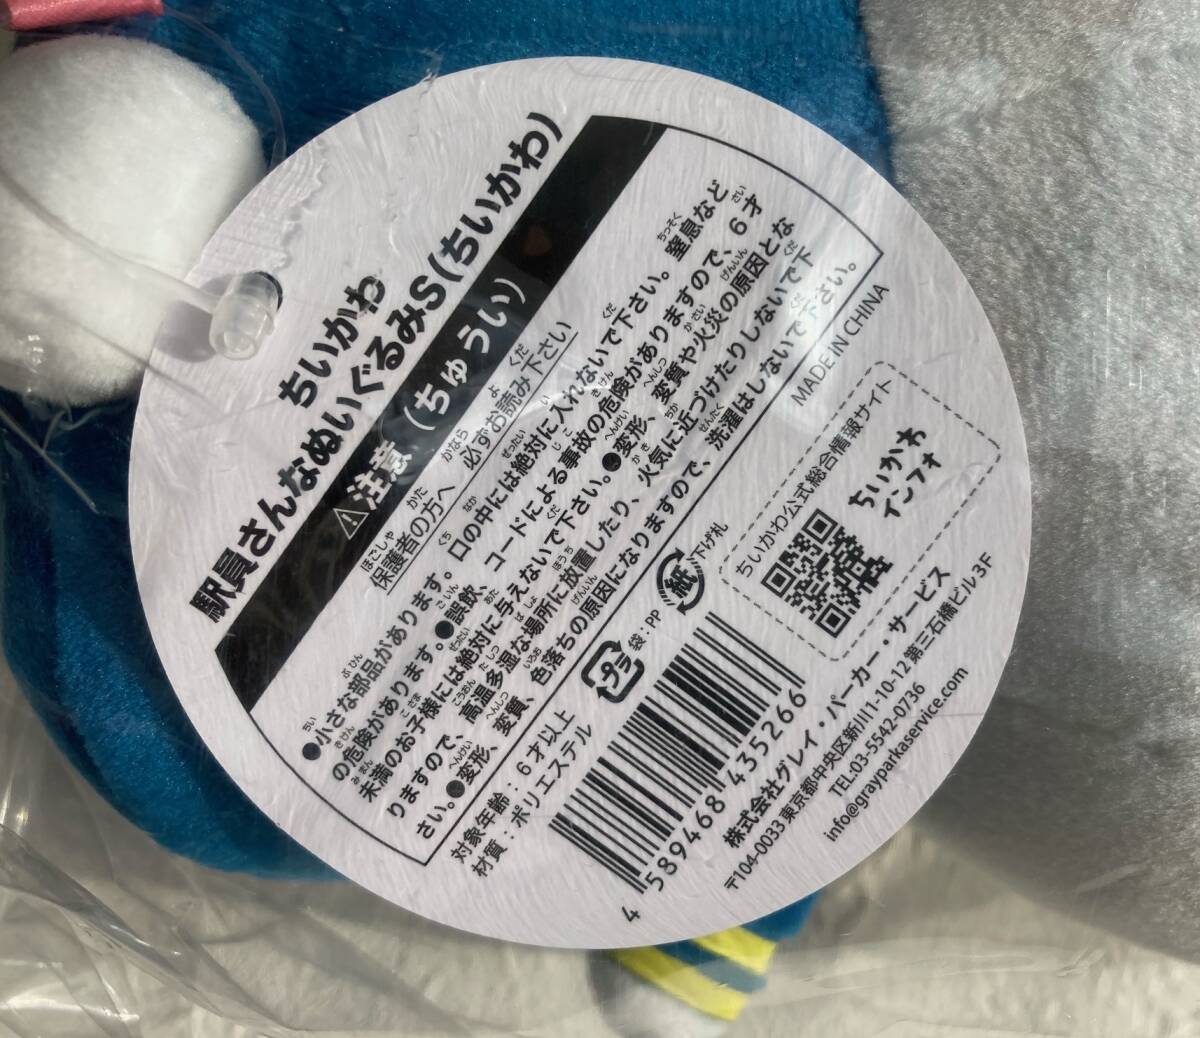 ちいかわ
駅員さんなぬいぐるみS(ちいかわ)
⚠注意(ちゅうい)
保護者の方へ 必ずお読み下さい
●小さな部品があります。口の中には絶対に入れないで下さい。窒息など
の危険があります。●誤飲、コードによる事故の危険がありますので、6才
未満のお子様には絶対に与えないで下さい。●変形、変質や火災の原因とな
りますので、高温多湿な場所に放置したり、火気に近づけたりしないで下
さい。●変形、変質、色落ちの原因になりますので、洗濯はしないで下さい。
対象年齢:6才以上
材質:ポリエステル
MADE IN CHINA
プラ
袋:PP
紙
下げ札
ちいかわ公式総合情報サイト
ちいかわ
インフォ
4 589468 435266
株式会社グレイ・パーカー・サービス
〒104-0033 東京都中央区新川1-10-12 第三石橋ビル3F
TEL.03-5542-0736
info@grayparkaservice.com